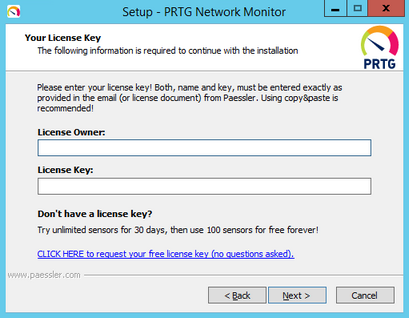 Setup - PRTG Network Monitor
Your License Key
The following information is required to continue with the installation
PRTG
Please enter your license key! Both, name and key, must be entered exactly as
provided in the email (or license document) from Paessler. Using copy&paste is
recommended!
License Owner:
License Key:
Don't have a license key?
Try unlimited sensors for 30 days, then use 100 sensors for free forever!
CLICK HERE to request your free license key (no questions asked).
www.paessler.com
< Back
Next >
Cancel